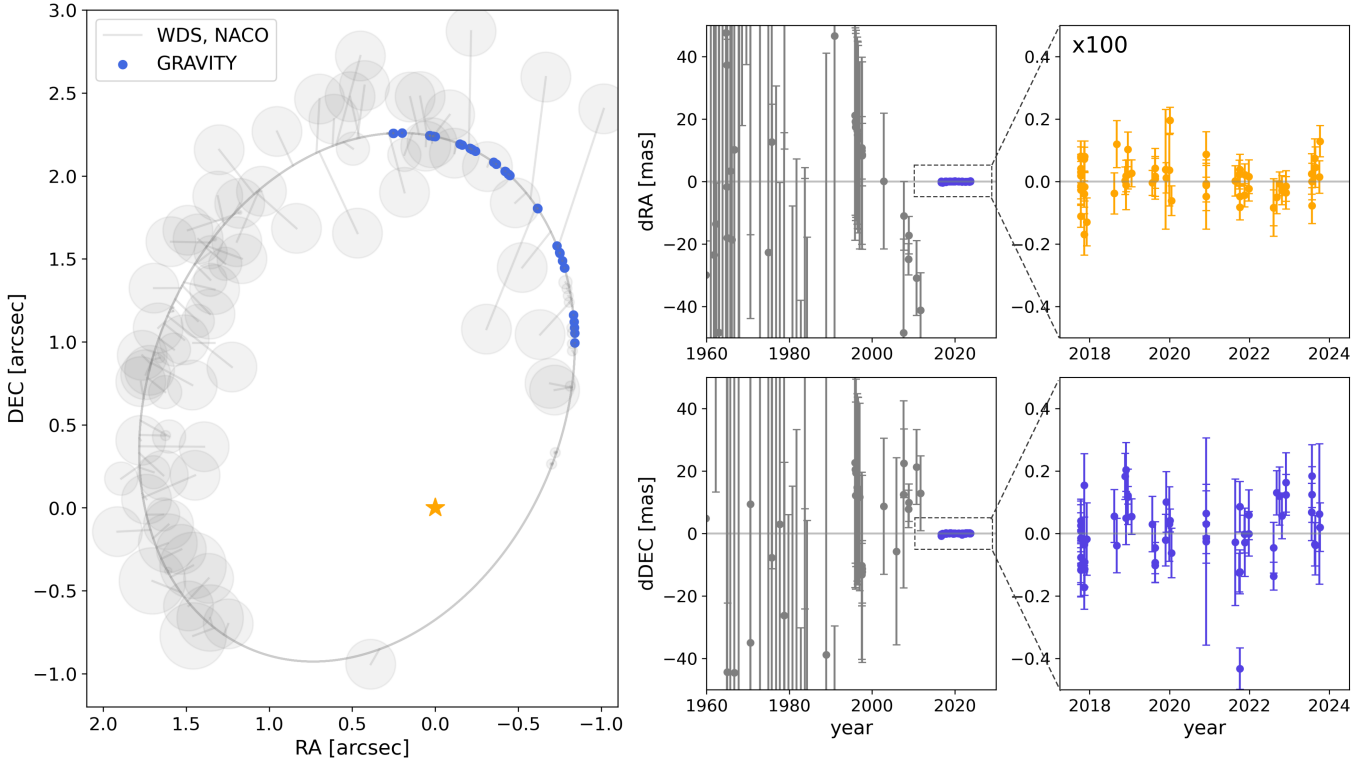 WDS, NACO
GRAVITY
DEC [arcsec]
3.0
2.5
2.0
1.5
1.0
0.5
0.0
−0.5
−1.0
2.0 1.5 1.0 0.5 0.0 −0.5 −1.0
RA [arcsec]
dRA [mas]
40
20
0
−20
−40
1960 1980 2000 2020
x100
0.4
0.2
0.0
−0.2
−0.4
2018 2020 2022 2024
dDEC [mas]
40
20
0
−20
−40
1960 1980 2000 2020
year
0.4
0.2
0.0
−0.2
−0.4
2018 2020 2022 2024
year